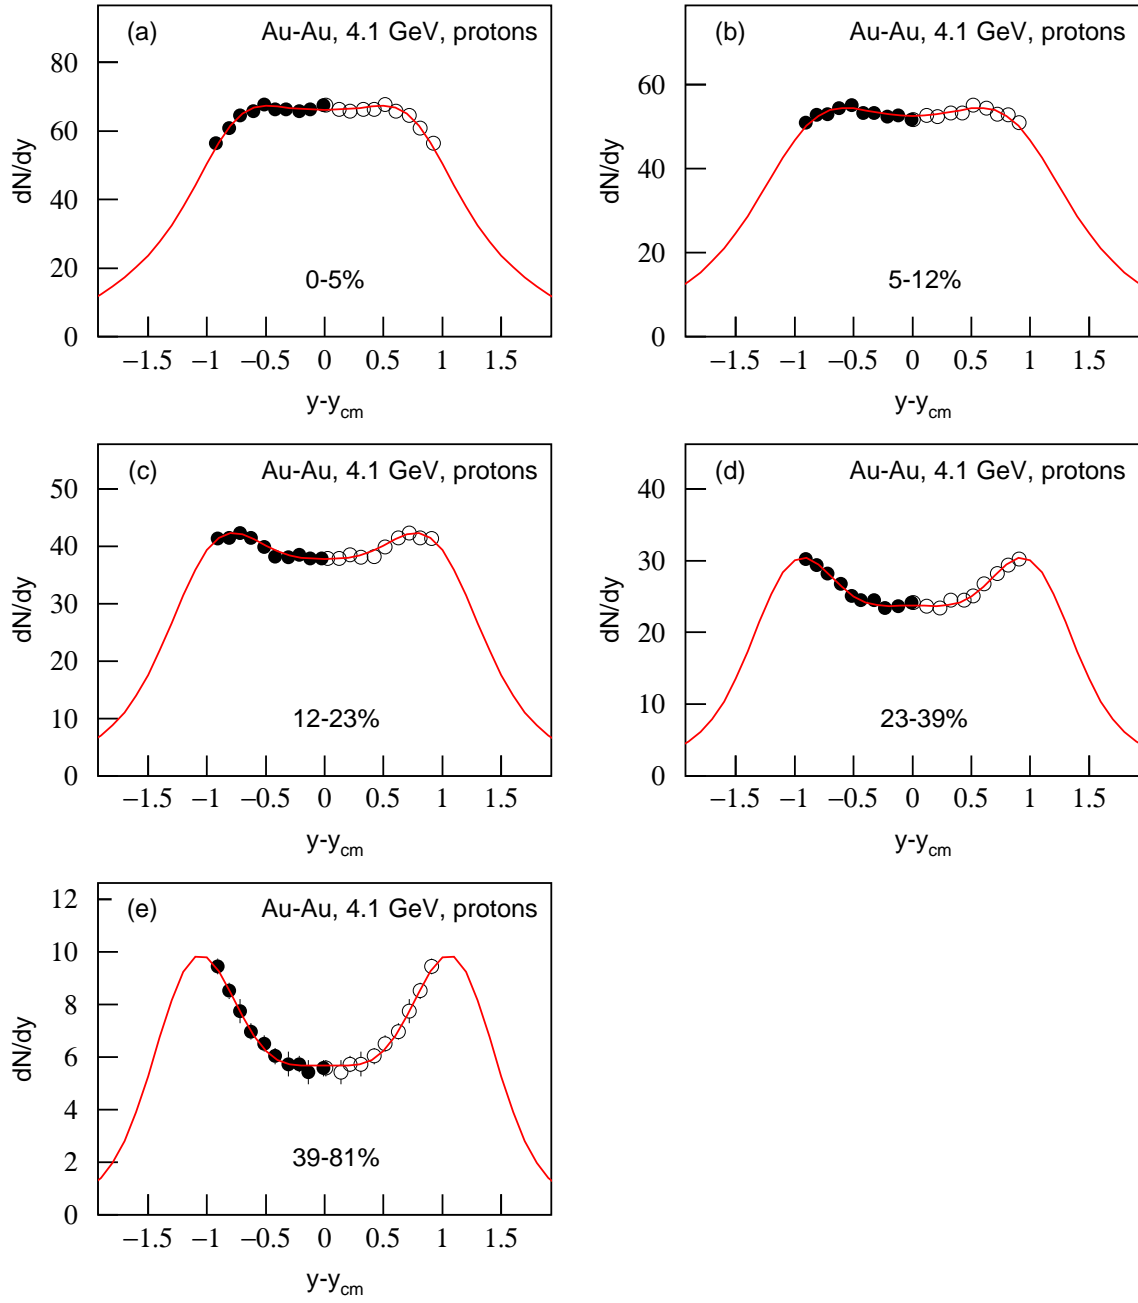 (a) Au-Au, 4.1 GeV, protons
80
60
40
20
0
dN/dy
0-5%
−1.5 −1 −0.5 0 0.5 1 1.5
y-ycm
(b) Au-Au, 4.1 GeV, protons
60
40
20
0
dN/dy
5-12%
−1.5 −1 −0.5 0 0.5 1 1.5
y-ycm
(c) Au-Au, 4.1 GeV, protons
50
40
30
20
10
0
dN/dy
12-23%
−1.5 −1 −0.5 0 0.5 1 1.5
y-ycm
(d) Au-Au, 4.1 GeV, protons
40
30
20
10
0
dN/dy
23-39%
−1.5 −1 −0.5 0 0.5 1 1.5
y-ycm
(e) Au-Au, 4.1 GeV, protons
12
10
8
6
4
2
0
dN/dy
39-81%
−1.5 −1 −0.5 0 0.5 1 1.5
y-ycm